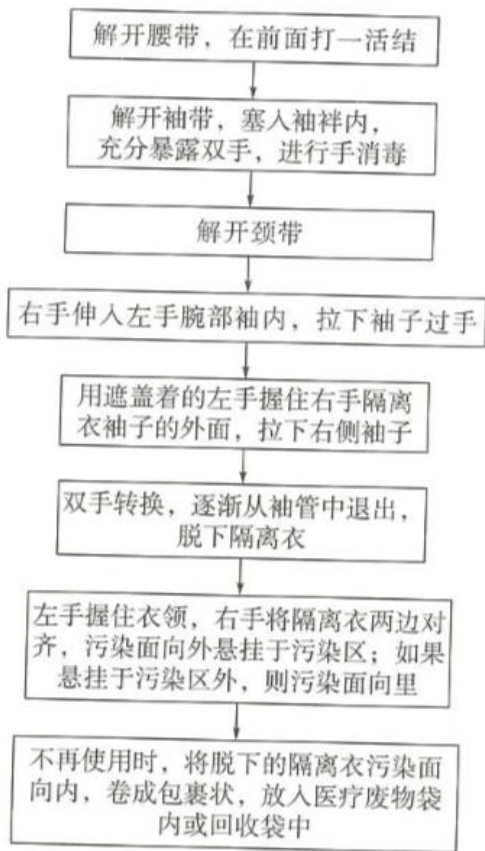 解开腰带，在前面打一活结
解开袖带，塞入袖袢内，
充分暴露双手，进行手消毒
解开颈带
右手伸入左手腕部袖内，拉下袖子过手
用遮盖着的左手握住右手隔离
衣袖子的外面，拉下右侧袖子
双手转换，逐渐从袖管中退出，
脱下隔离衣
左手握住衣领，右手将隔离衣两边对
齐，污染面向外悬挂于污染区；如果
悬挂于污染区外，则污染面向里
不再使用时，将脱下的隔离衣污染面
向内，卷成包裹状，放入医疗废物袋
内或回收袋中